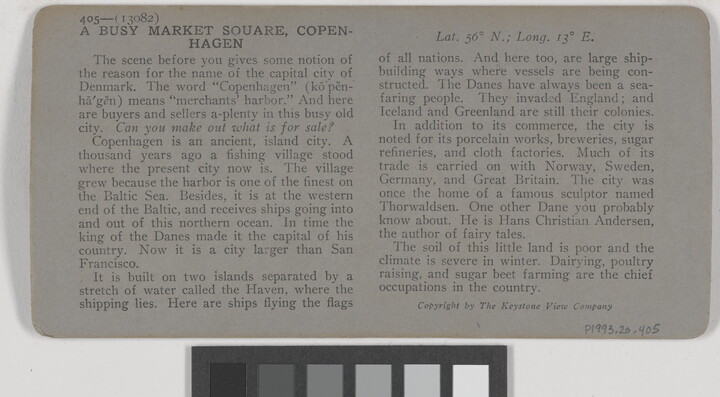 405—(13082)
A BUSY MARKET SQUARE, COPEN-
HAGEN
The scene before you gives some notion of
the reason for the name of the capital city of
Denmark. The word "Copenhagen" (kō´pĕn-
hā´gĕn) means "merchants' harbor." And here
are buyers and sellers a-plenty in this busy old
city. Can you make out what is for sale?
Copenhagen is an ancient, island city. A
thousand years ago a fishing village stood
where the present city now is. The village
grew because the harbor is one of the finest on
the Baltic Sea. Besides, it is at the western
end of the Baltic, and receives ships going into
and out of this northern ocean. In time the
king of the Danes made it the capital of his
country. Now it is a city larger than San
Francisco.
It is built on two islands separated by a
stretch of water called the Haven, where the
shipping lies. Here are ships flying the flags
Lat. 56° N.; Long. 13° E.
of all nations. And here too, are large ship-
building ways where vessels are being con-
structed. The Danes have always been a sea-
faring people. They invaded England; and
Iceland and Greenland are still their colonies.
In addition to its commerce, the city is
noted for its porcelain works, breweries, sugar
refineries, and cloth factories. Much of its
trade is carried on with Norway, Sweden,
Germany, and Great Britain. The city was
once the home of a famous sculptor named
Thorwaldsen. One other Dane you probably
know about. He is Hans Christian Andersen,
the author of fairy tales.
The soil of this little land is poor and the
climate is severe in winter. Dairying, poultry
raising, and sugar beet farming are the chief
occupations in the country.
Copyright by The Keystone View Company
P1993.20.405